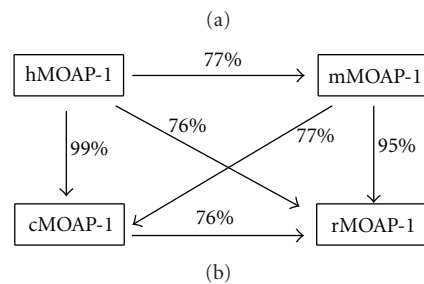 (a)
77%
hMOAP-1 mMOAP-1
76%
99% 77% 95%
76%
cMOAP-1 rMOAP-1
(b)